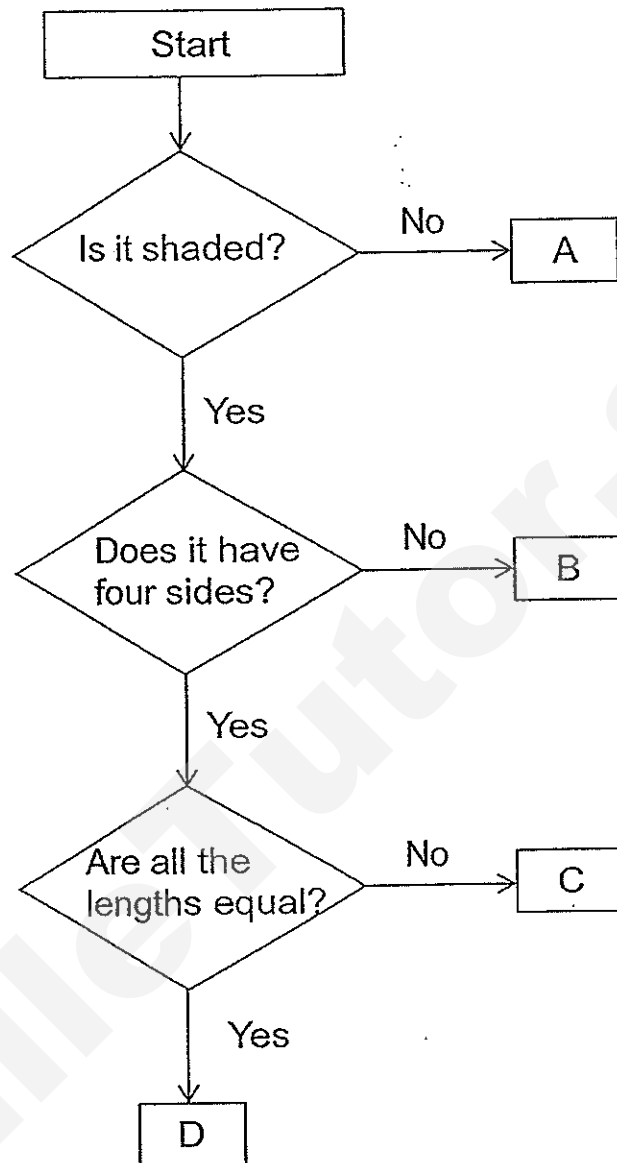 Start
Is it shaded?
No
A
Yes
Does it have
four sides?
No
B
Yes
Are all the
lengths equal?
No
C
Yes
D